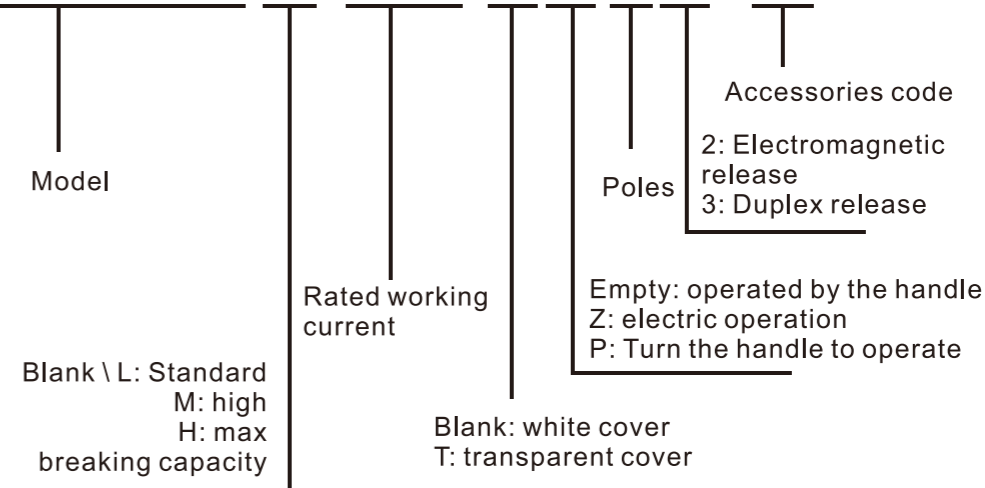 Accessories code
2: Electromagnetic
release
3: Duplex release
Model
Poles
Empty: operated by the handle
Z: electric operation
P: Turn the handle to operate
Rated working
current
Blank \ L: Standard
M: high
H: max
breaking capacity
Blank: white cover
T: transparent cover